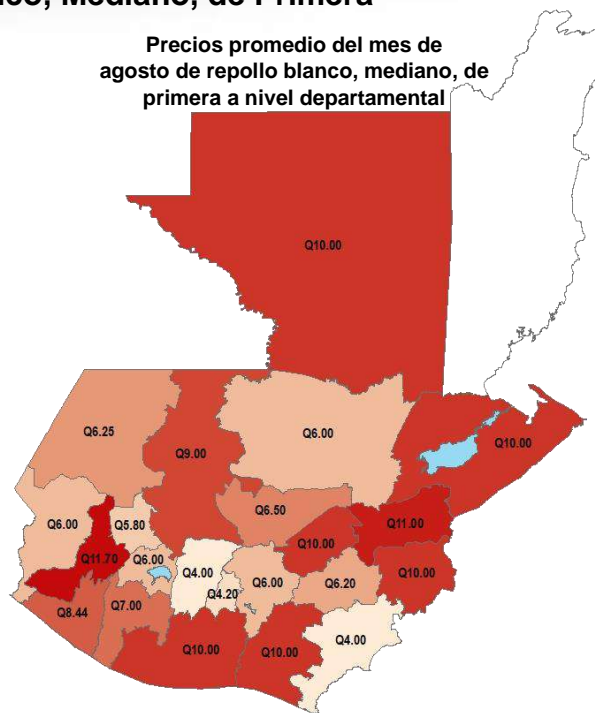 Mediano, de Primera
Precios promedio del mes de
agosto de repollo blanco, mediano, de
primera a nivel departamental
Q10.00
Q6.25
Q9.00
Q6.00
Q10.00
Q6.50
Q6.00
Q5.80
Q11.00
Q10.00
Q11.70
Q6.00
Q4.00
Q4.20
Q6.00
Q6.20
Q10.00
Q8.44
Q7.00
Q10.00
Q10.00
Q4.00